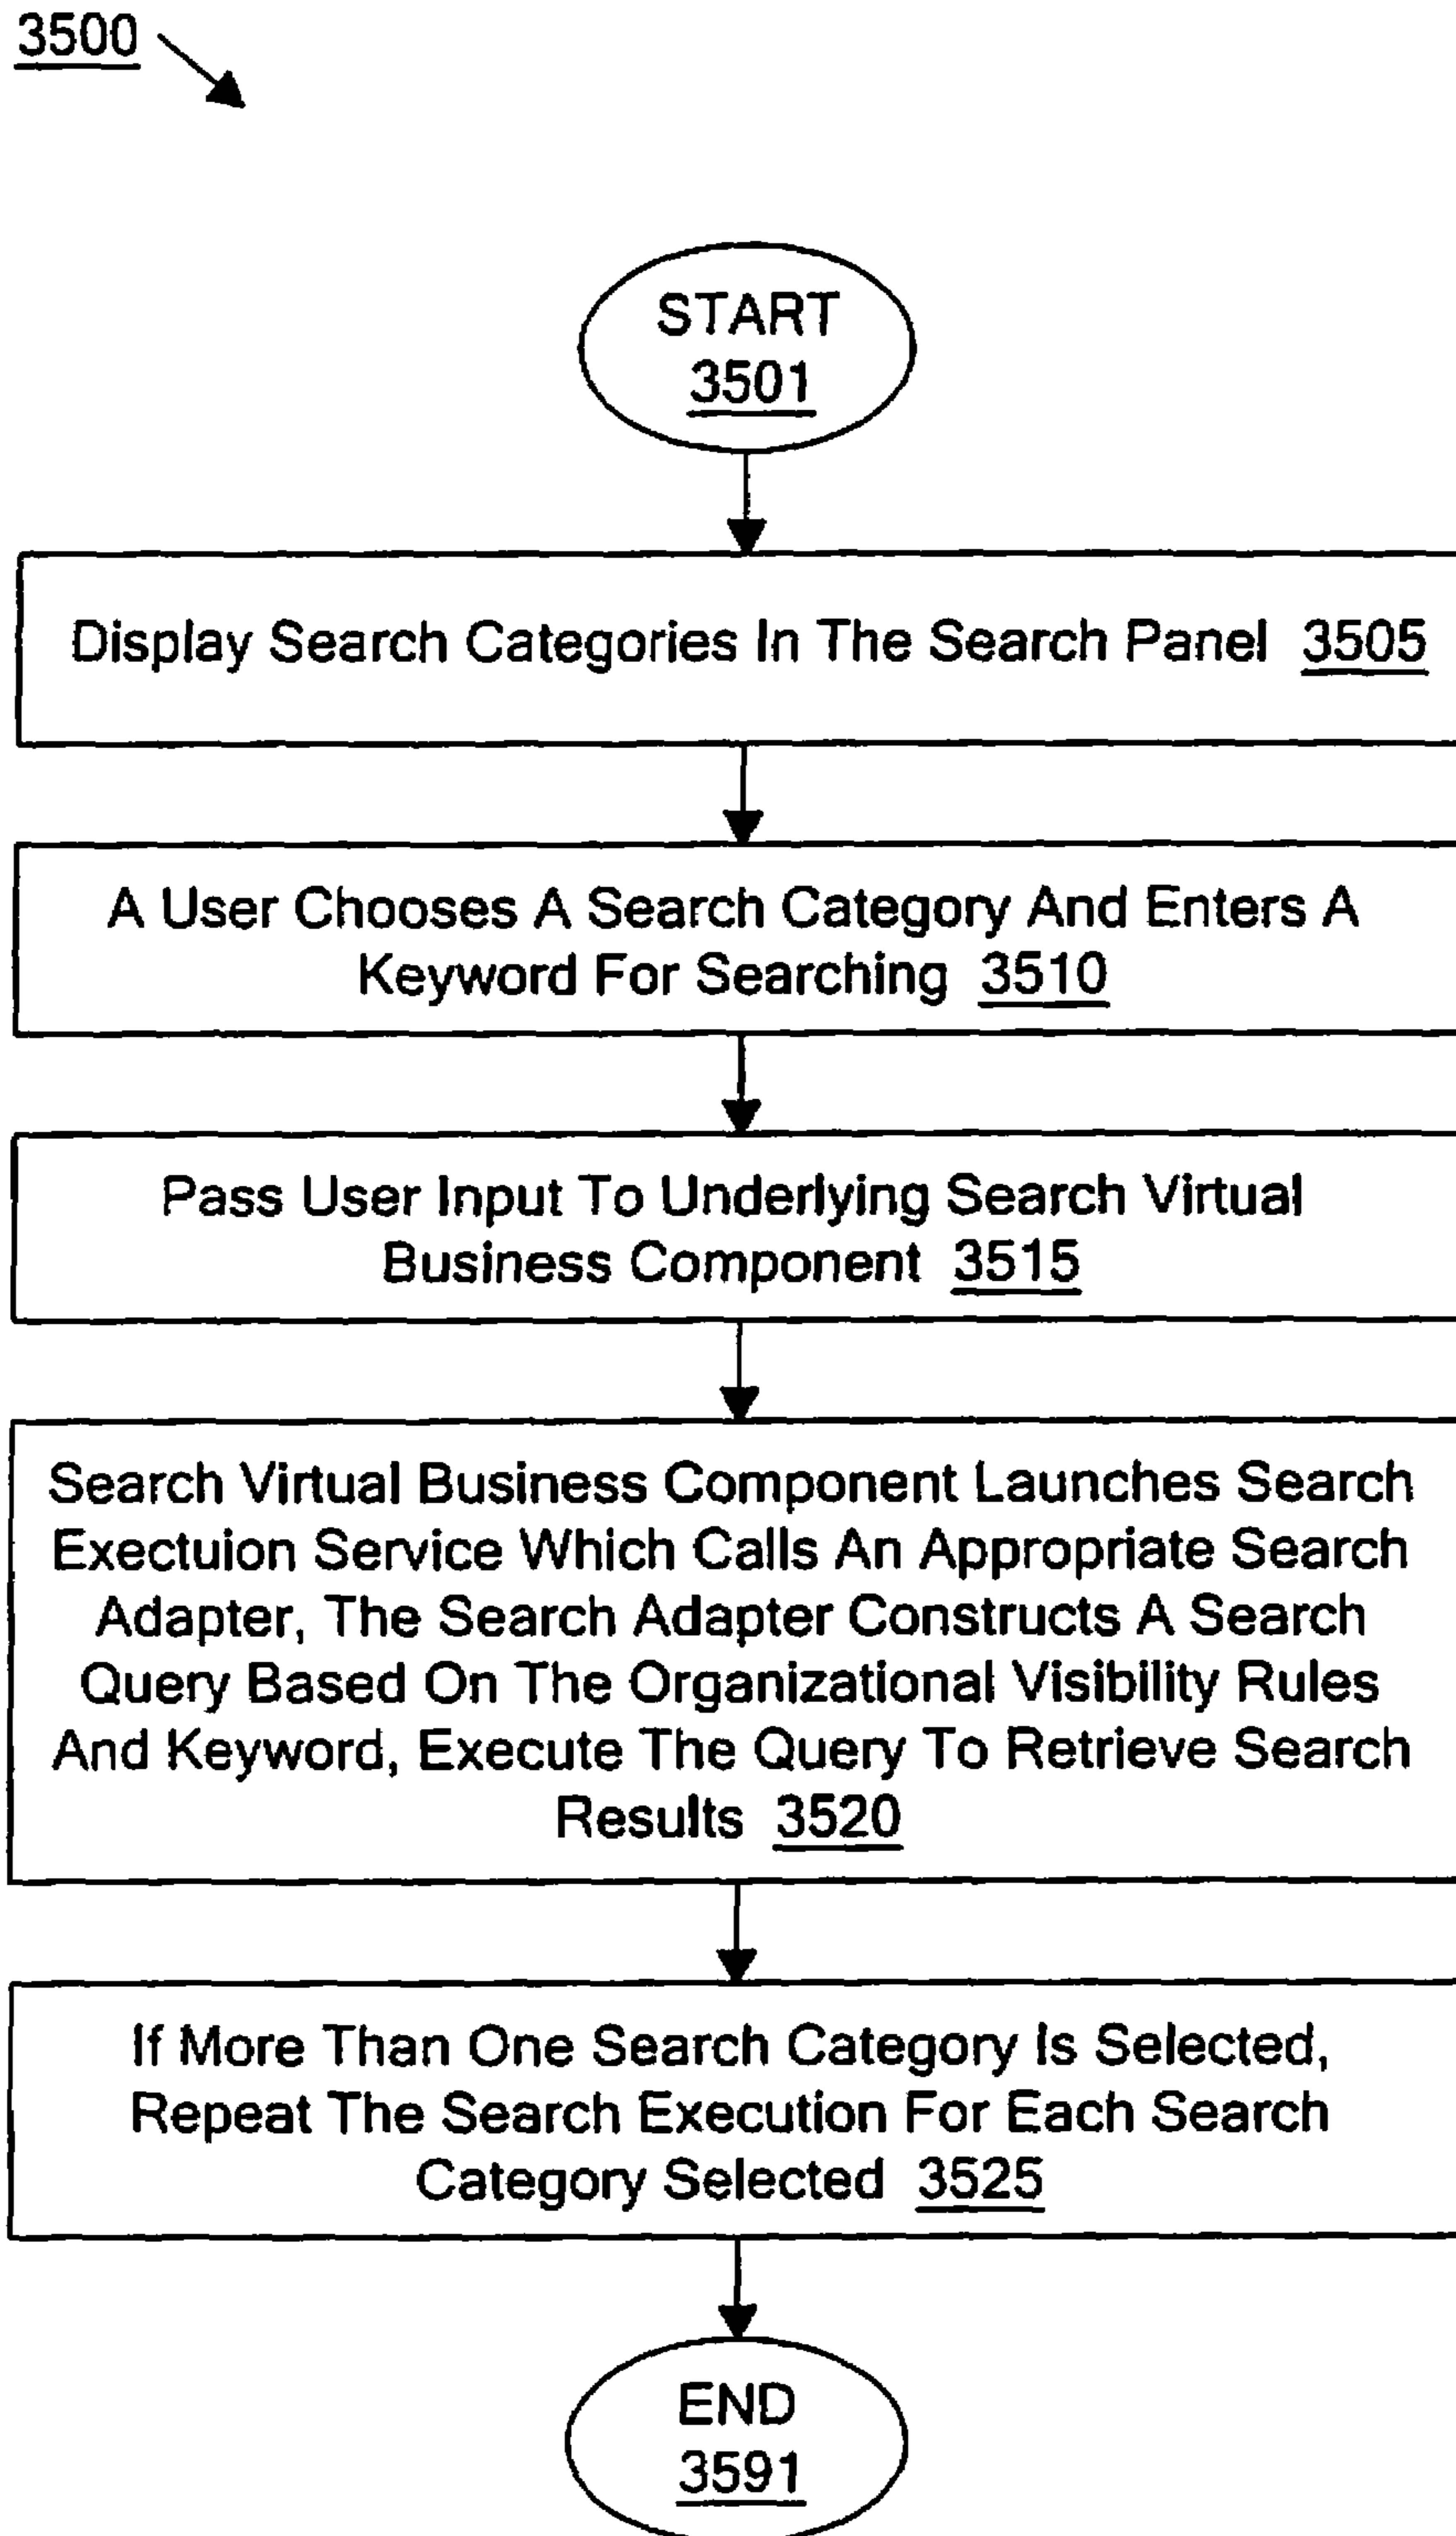 3500
START
3501
Display Search Categories In The Search Panel 3505
A User Chooses A Search Category And Enters A
Keyword For Searching 3510
Pass User Input To Underlying Search Virtual
Business Component 3515
Search Virtual Business Component Launches Search
Exectuion Service Which Calls An Appropriate Search
Adapter, The Search Adapter Constructs A Search
Query Based On The Organizational Visibility Rules
And Keyword, Execute The Query To Retrieve Search
Results 3520
If More Than One Search Category Is Selected,
Repeat The Search Execution For Each Search
Category Selected 3525
END
3591